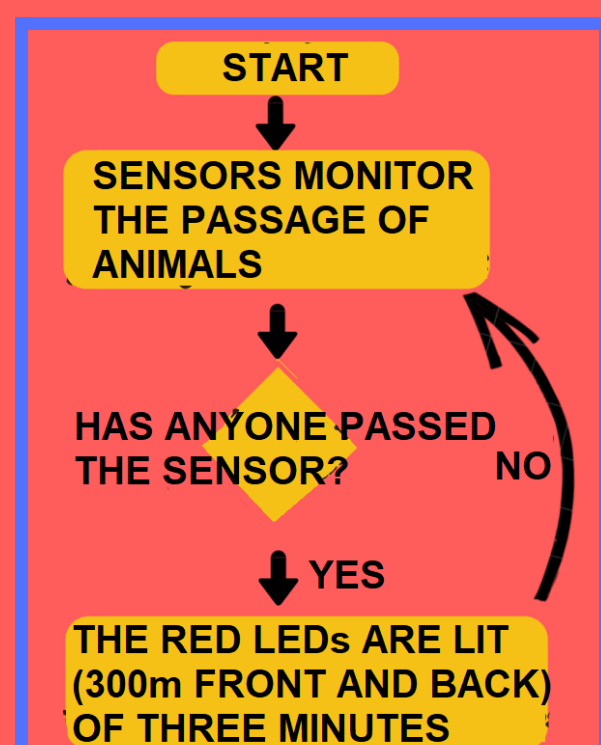 START
SENSORS MONITOR
THE PASSAGE OF
ANIMALS
HAS ANYONE PASSED
THE SENSOR?
NO
YES
THE RED LEDs ARE LIT
(300m FRONT AND BACK)
OF THREE MINUTES